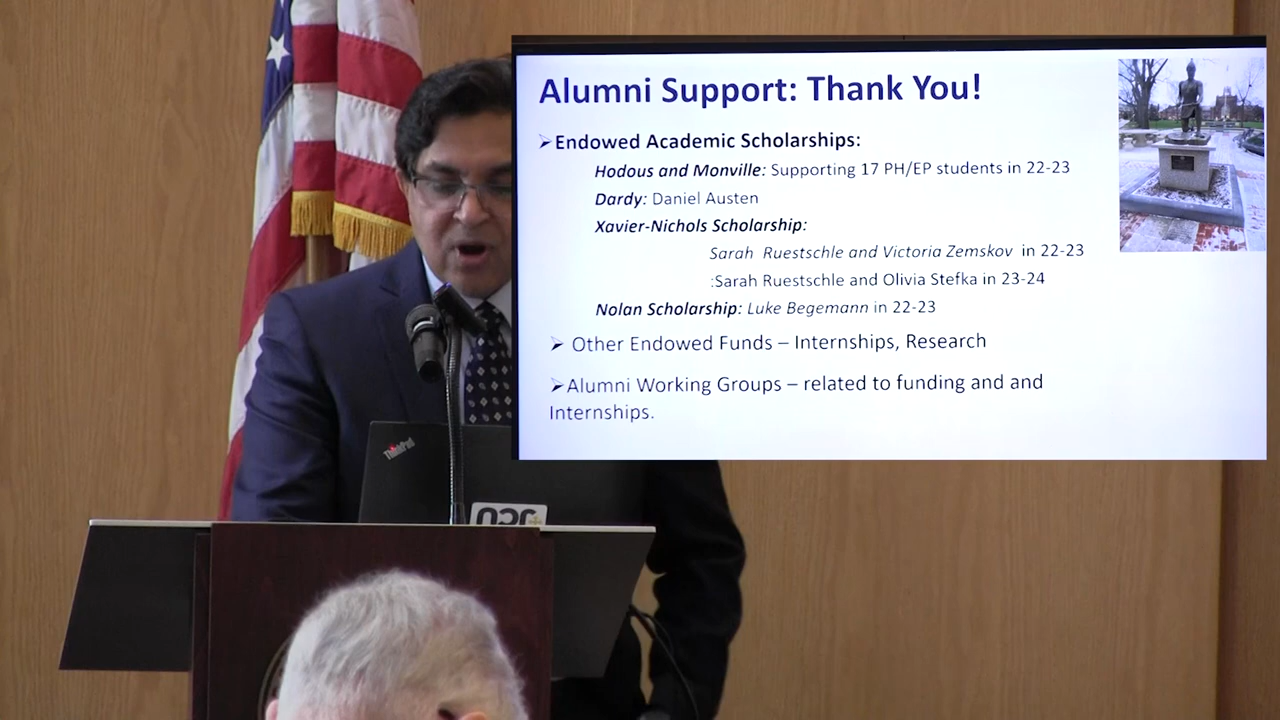 Alumni Support: Thank You!
➢Endowed Academic Scholarships:
Hodous and Monville: Supporting 17 PH/EP students in 22-23
Dardy: Daniel Austen
Xavier-Nichols Scholarship:
Sarah Ruestschle and Victoria Zemskov in 22-23
:Sarah Ruestschle and Olivia Stefka in 23-24
Nolan Scholarship: Luke Begemann in 22-23
➢ Other Endowed Funds – Internships, Research
➢Alumni Working Groups – related to funding and and
Internships.
ThinkPad